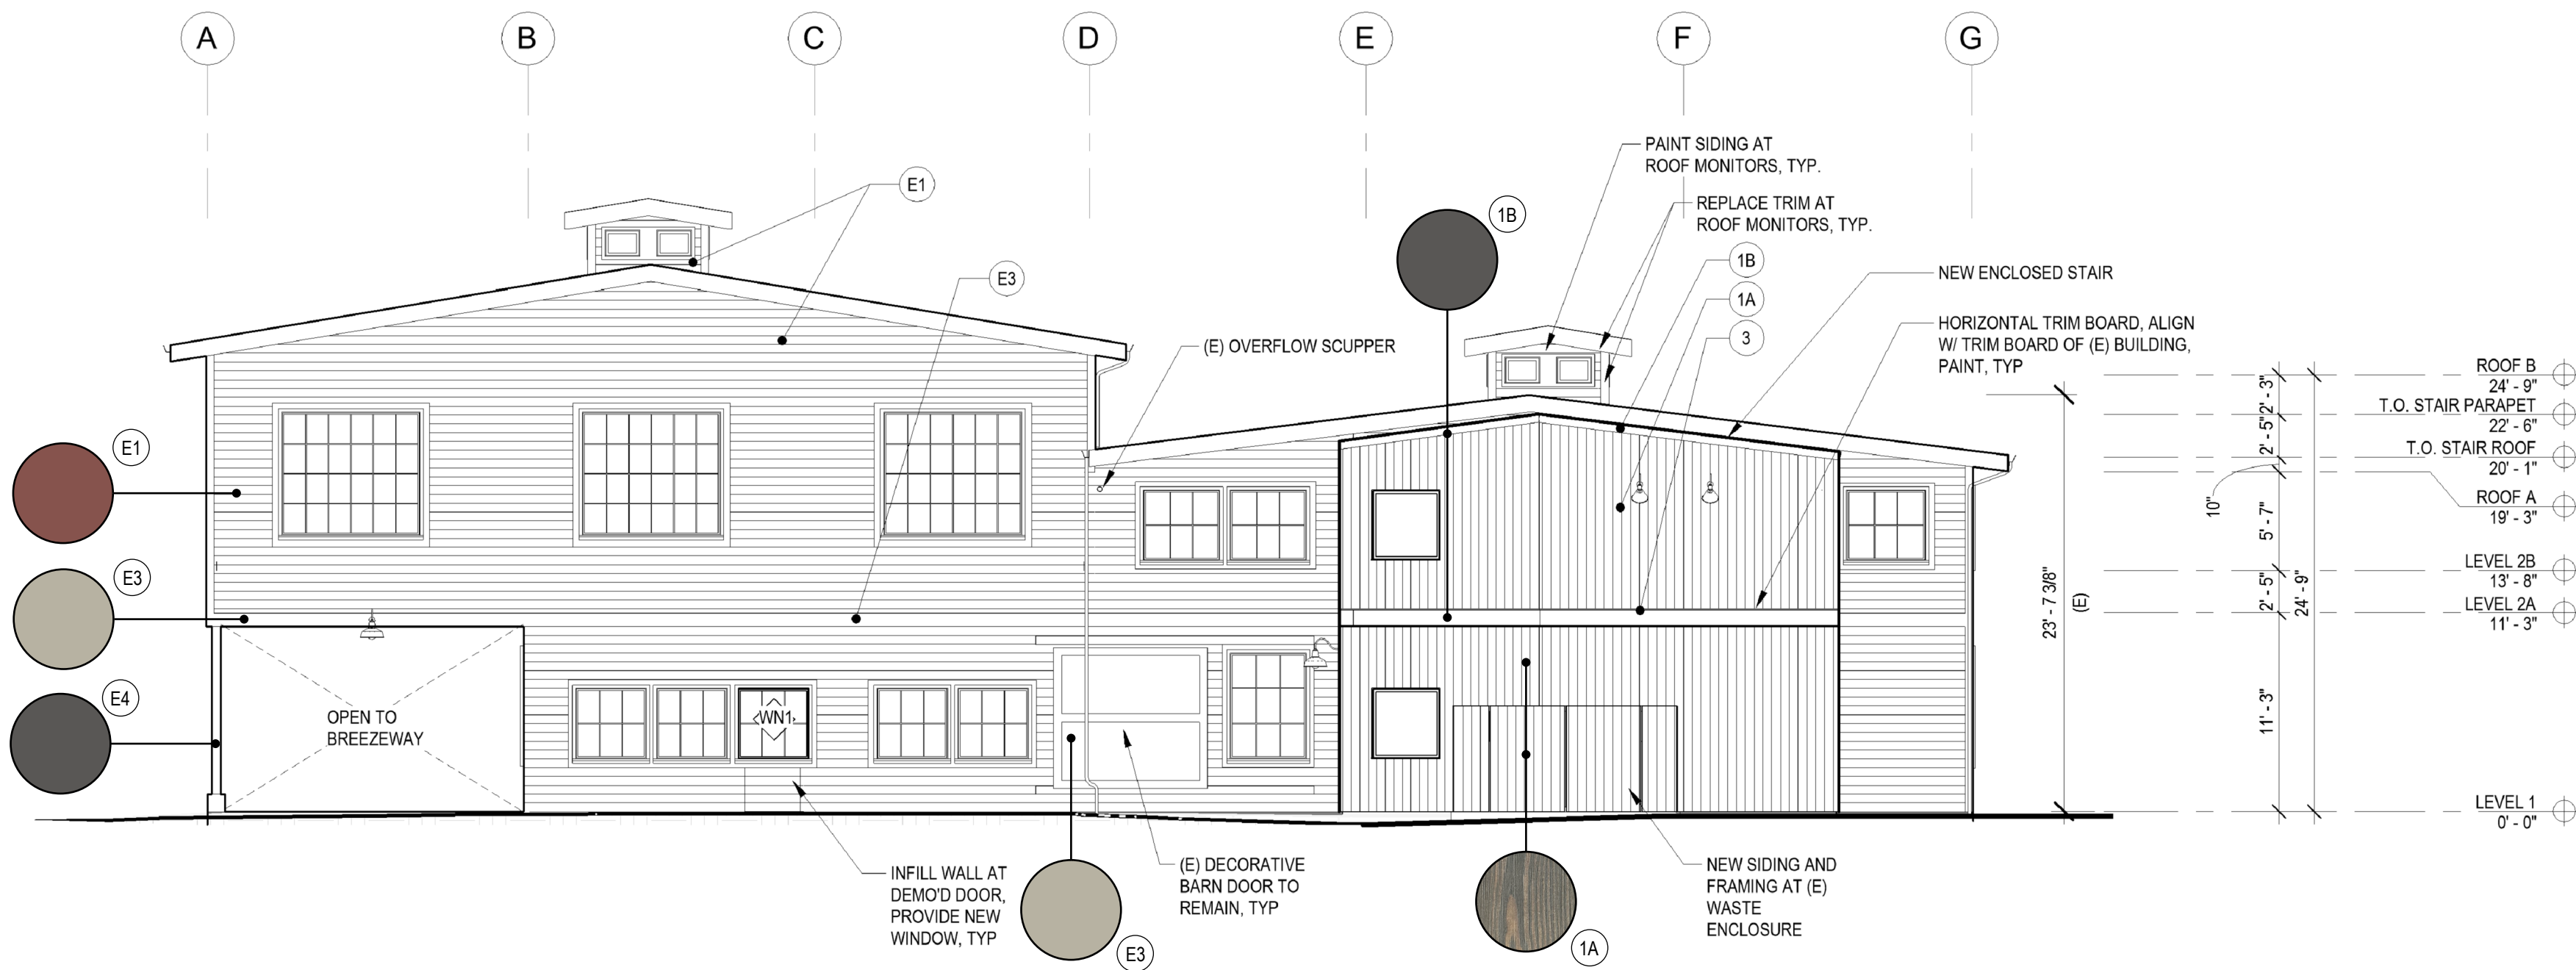 A
B
C
D
E
F
G
E1
E3
1B
PAINT SIDING AT
ROOF MONITORS, TYP.
REPLACE TRIM AT
ROOF MONITORS, TYP.
1B
1A
3
NEW ENCLOSED STAIR
HORIZONTAL TRIM BOARD, ALIGN
W/ TRIM BOARD OF (E) BUILDING,
PAINT, TYP
(E) OVERFLOW SCUPPER
E1
E3
E4
OPEN TO
BREEZEWAY
WN1
INFILL WALL AT
DEMO'D DOOR,
PROVIDE NEW
WINDOW, TYP
E3
(E) DECORATIVE
BARN DOOR TO
REMAIN, TYP
1A
NEW SIDING AND
FRAMING AT (E)
WASTE
ENCLOSURE
23' - 7 3/8"
(E)
10"
2' - 3"
2' - 5"
5' - 7"
2' - 5"
11' - 3"
24' - 9"
ROOF B
24' - 9"
T.O. STAIR PARAPET
22' - 6"
T.O. STAIR ROOF
20' - 1"
ROOF A
19' - 3"
LEVEL 2B
13' - 8"
LEVEL 2A
11' - 3"
LEVEL 1
0' - 0"